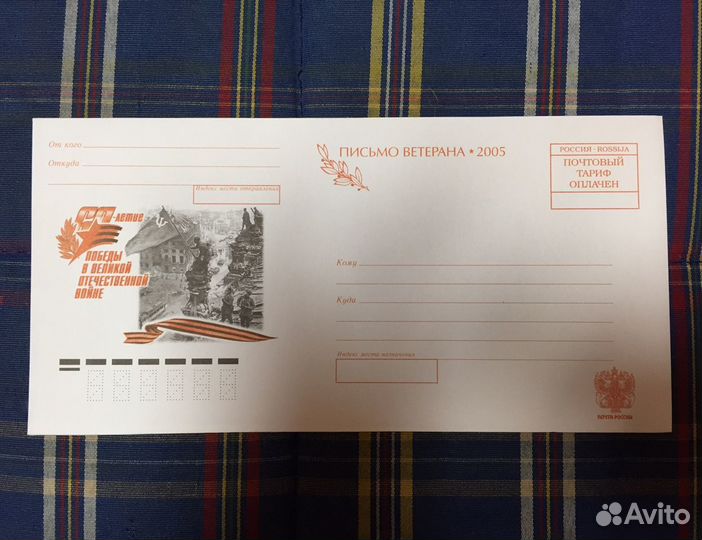 От кого
Откуда
Индекс места отправления
60-летие
ПОБЕДЫ
В ВЕЛИКОЙ
ОТЕЧЕСТВЕННОЙ
ВОЙНЕ
ПИСЬМО ВЕТЕРАНА ★ 2005
РОССИЯ - ROSSIJA
ПОЧТОВЫЙ
ТАРИФ
ОПЛАЧЕН
Кому
Куда
Индекс места назначения
ПОЧТА РОССИИ
Avito